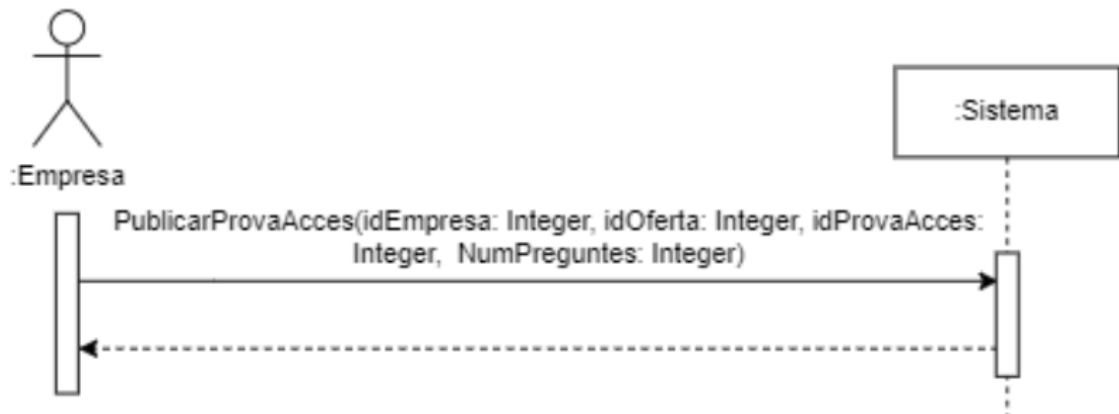 :Sistema
:Empresa
PublicarProvaAcces(idEmpresa: Integer, idOferta: Integer, idProvaAcces:
Integer, NumPreguntes: Integer)